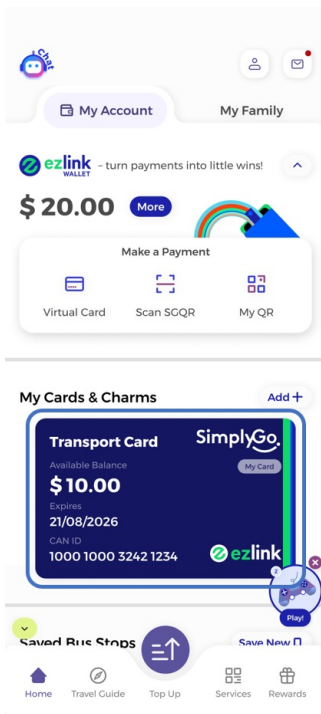 Chat
My Account
My Family
ezlink
WALLET
- turn payments into little wins!
$ 20.00
More
Make a Payment
Virtual Card
Scan SGQR
My QR
My Cards & Charms
Add +
Transport Card
SimplyGo.
Available Balance
My Card
$ 10.00
Expires
21/08/2026
CAN ID
1000 1000 3242 1234
ezlink
2
Play!
Saved Bus Stops
Save New
Home
Travel Guide
Top Up
Services
Rewards